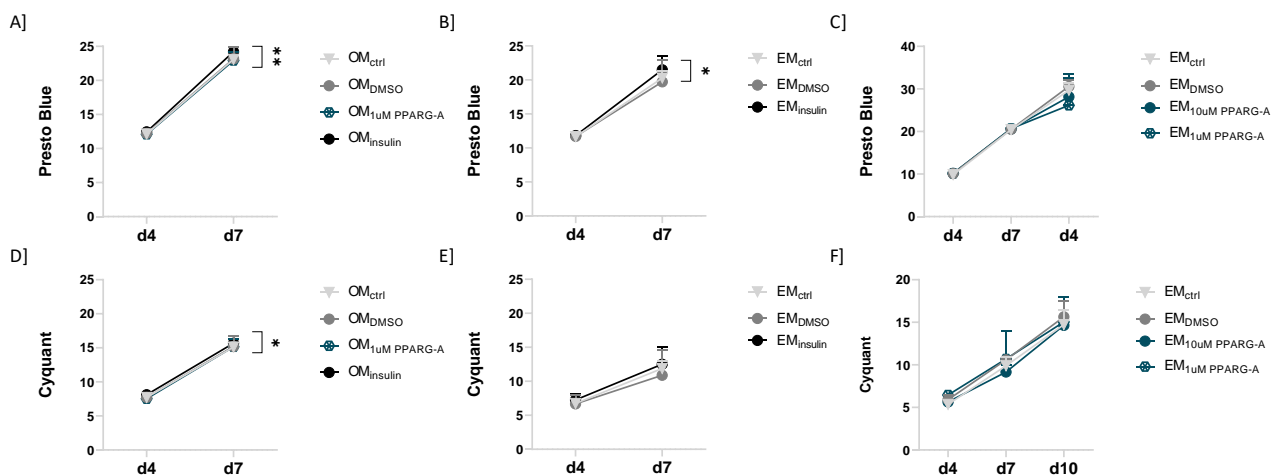 A]
Presto Blue
25
20
15
10
5
0
d4 d7
**
OMctrl
OMDMSO
OM1uM PPARG-A
OMinsulin
B]
Presto Blue
25
20
15
10
5
0
d4 d7
*
EMctrl
EMDMSO
EMinsulin
C]
Presto Blue
40
30
20
10
0
d4 d7 d4
EMctrl
EMDMSO
EM10uM PPARG-A
EM1uM PPARG-A
D]
Cyquant
25
20
15
10
5
0
d4 d7
*
OMctrl
OMDMSO
OM1uM PPARG-A
OMinsulin
E]
Cyquant
25
20
15
10
5
0
d4 d7
EMctrl
EMDMSO
EMinsulin
F]
Cyquant
20
15
10
5
0
d4 d7 d10
EMctrl
EMDMSO
EM10uM PPARG-A
EM1uM PPARG-A